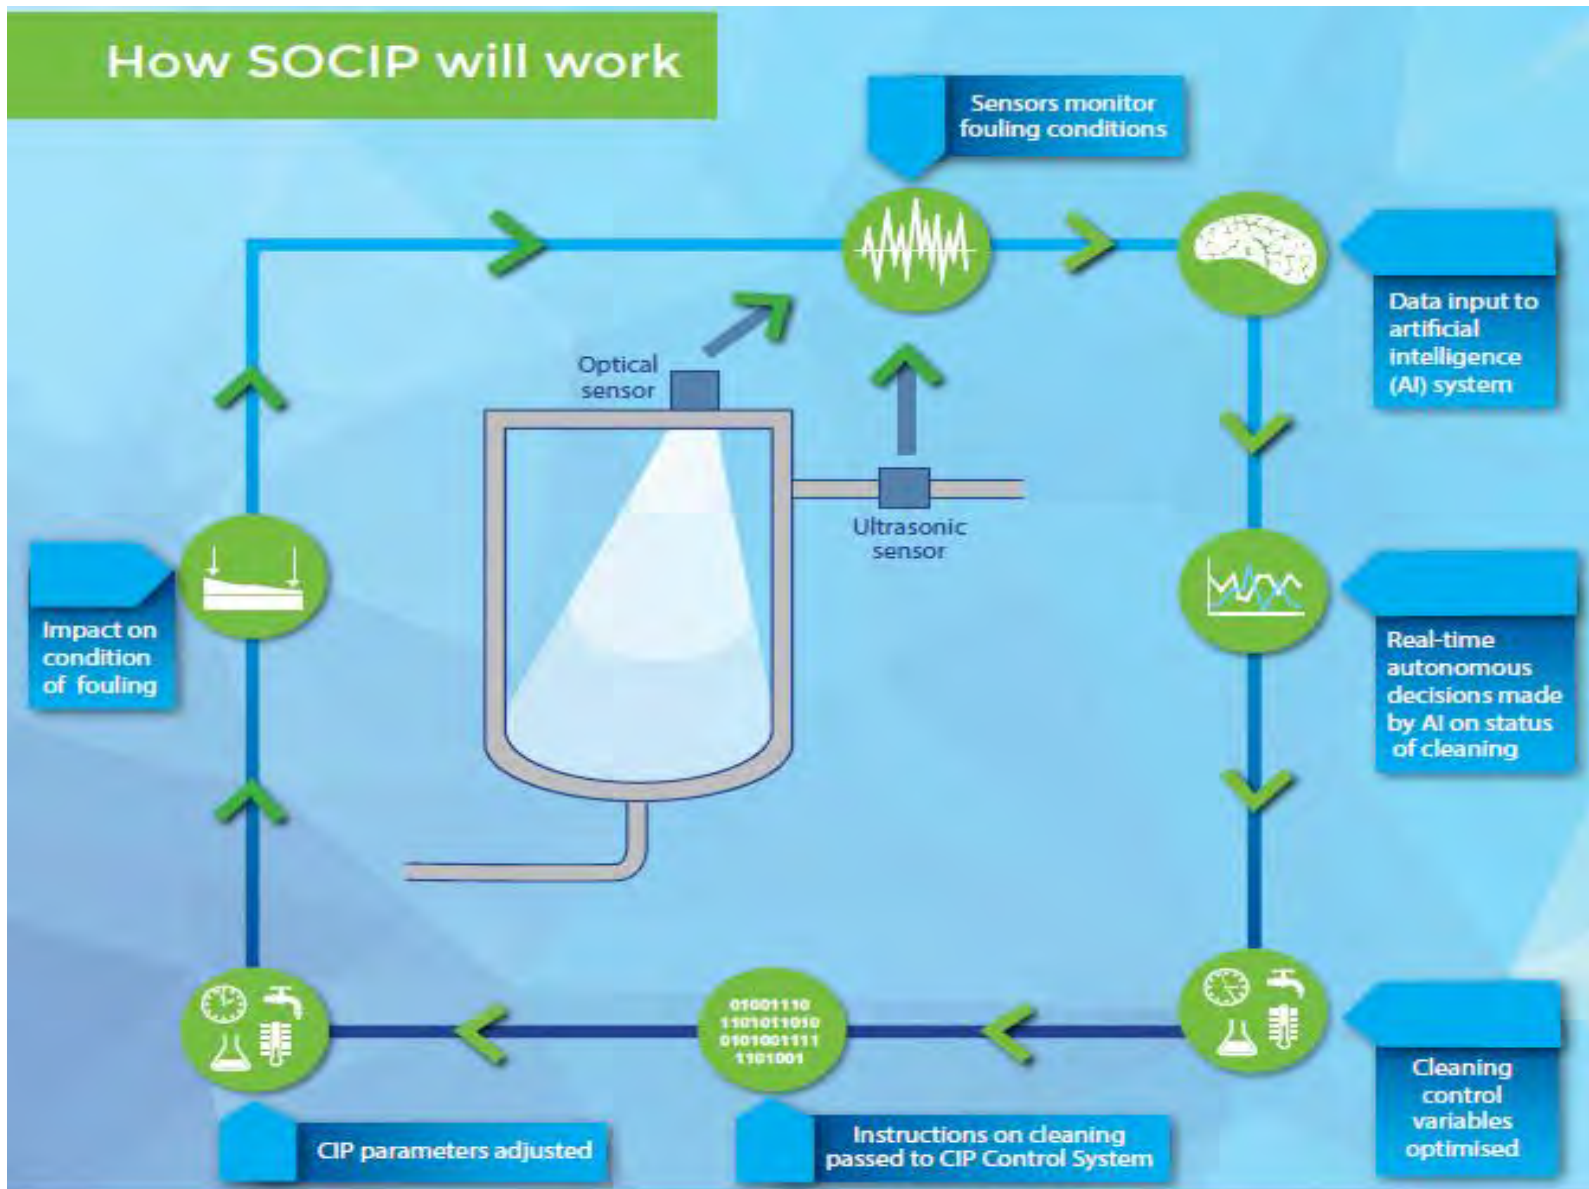 How SOCIP will work
Sensors monitor
fouling conditions
Data input to
artificial
intelligence
(AI) system
Optical
sensor
Ultrasonic
sensor
Impact on
condition
of fouling
Real-time
autonomous
decisions made
by AI on status
of cleaning
01001110
1101011010
0101001111
1101001
Cleaning
control
variables
optimised
CIP parameters adjusted
Instructions on cleaning
passed to CIP Control System